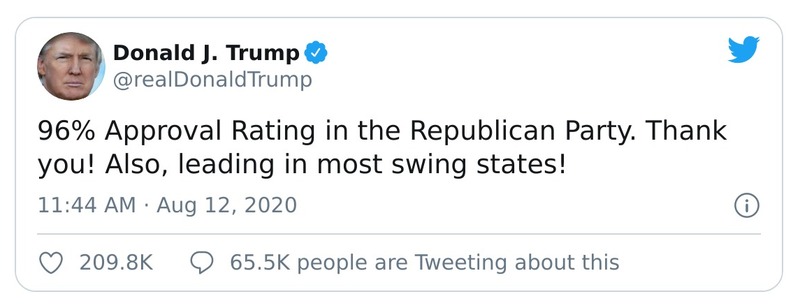 Donald J. Trump
@realDonaldTrump
96% Approval Rating in the Republican Party. Thank
you! Also, leading in most swing states!
11:44 AM · Aug 12, 2020
209.8K 65.5K people are Tweeting about this